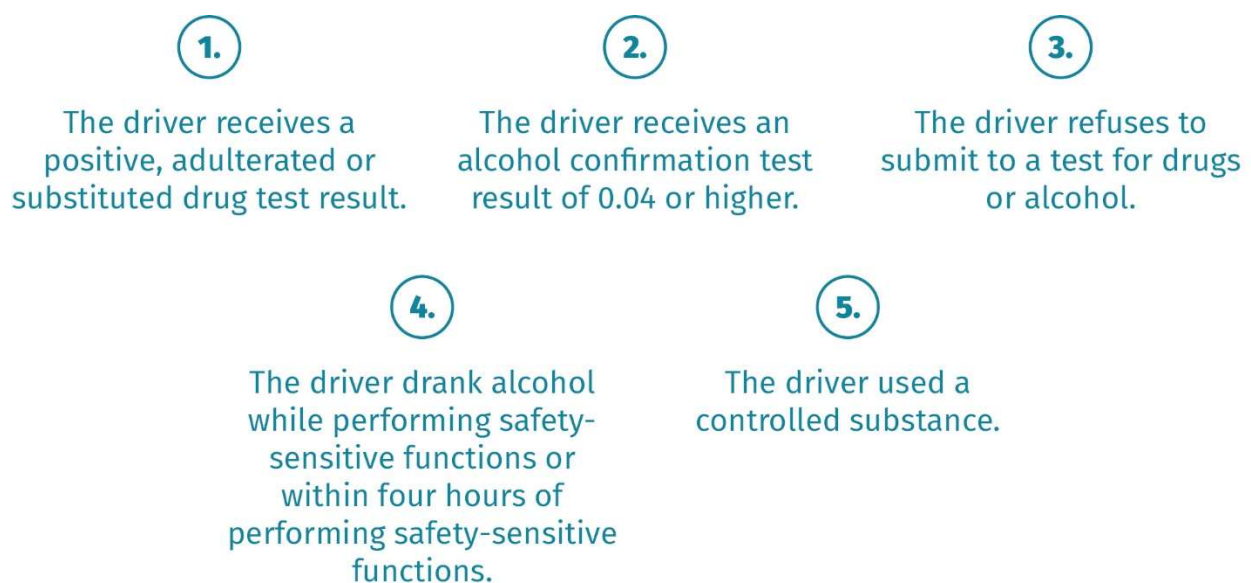 1.
The driver receives a
positive, adulterated or
substituted drug test result.
2.
The driver receives an
alcohol confirmation test
result of 0.04 or higher.
3.
The driver refuses to
submit to a test for drugs
or alcohol.
4.
The driver drank alcohol
while performing safety-
sensitive functions or
within four hours of
performing safety-sensitive
functions.
5.
The driver used a
controlled substance.